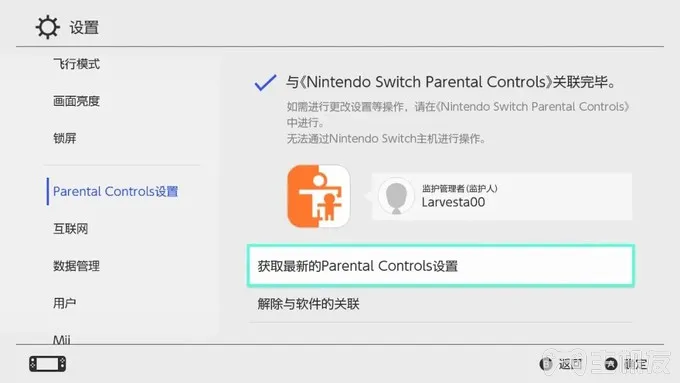 设置
飞行模式
画面亮度
锁屏
Parental Controls设置
互联网
数据管理
用户
Mii
与《Nintendo Switch Parental Controls》关联完毕。
如需进行更改设置等操作，请在《Nintendo Switch Parental Controls》
中进行。
无法通过Nintendo Switch主机进行操作。
监护管理者(监护人)
Larvesta00
获取最新的Parental Controls设置
解除与软件的关联
B 返回 A 确定